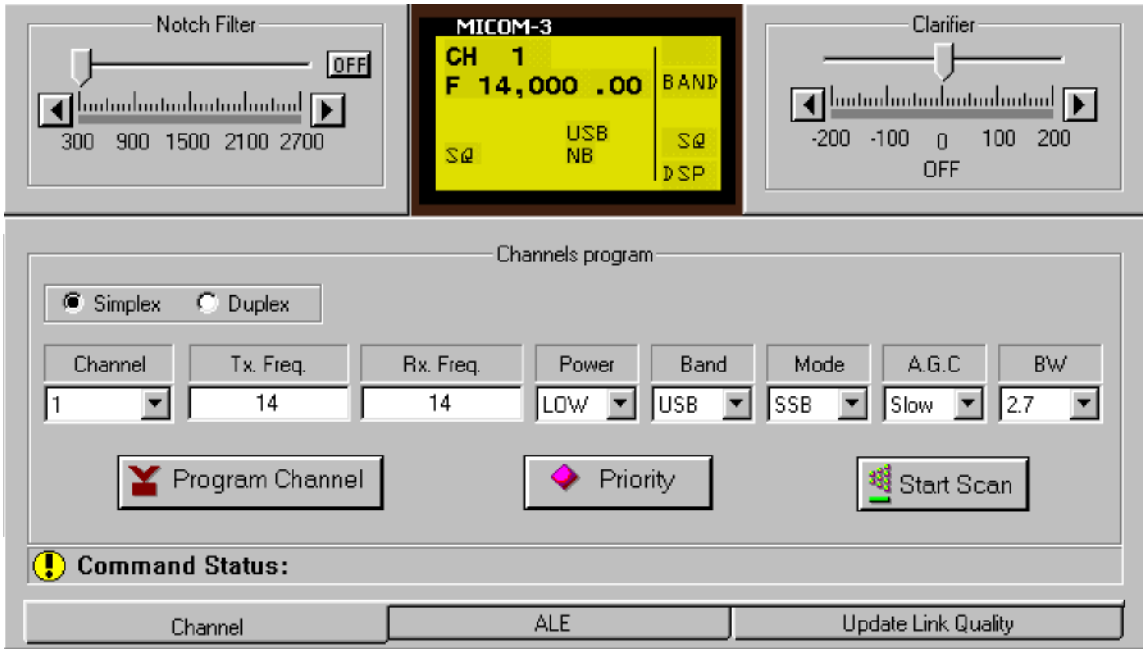 Notch Filter
OFF
300 900 1500 2100 2700
MICOM-3
CH 1
F 14,000 .00
BAND
USB
SQ
SQ
NB
DSP
Clarifier
-200 -100 0 100 200
OFF
Channels program
Simplex Duplex
Channel Tx. Freq. Rx. Freq. Power Band Mode A.G.C BW
1 14 14 LOW USB SSB Slow 2.7
Program Channel Priority Start Scan
Command Status:
Channel ALE Update Link Quality